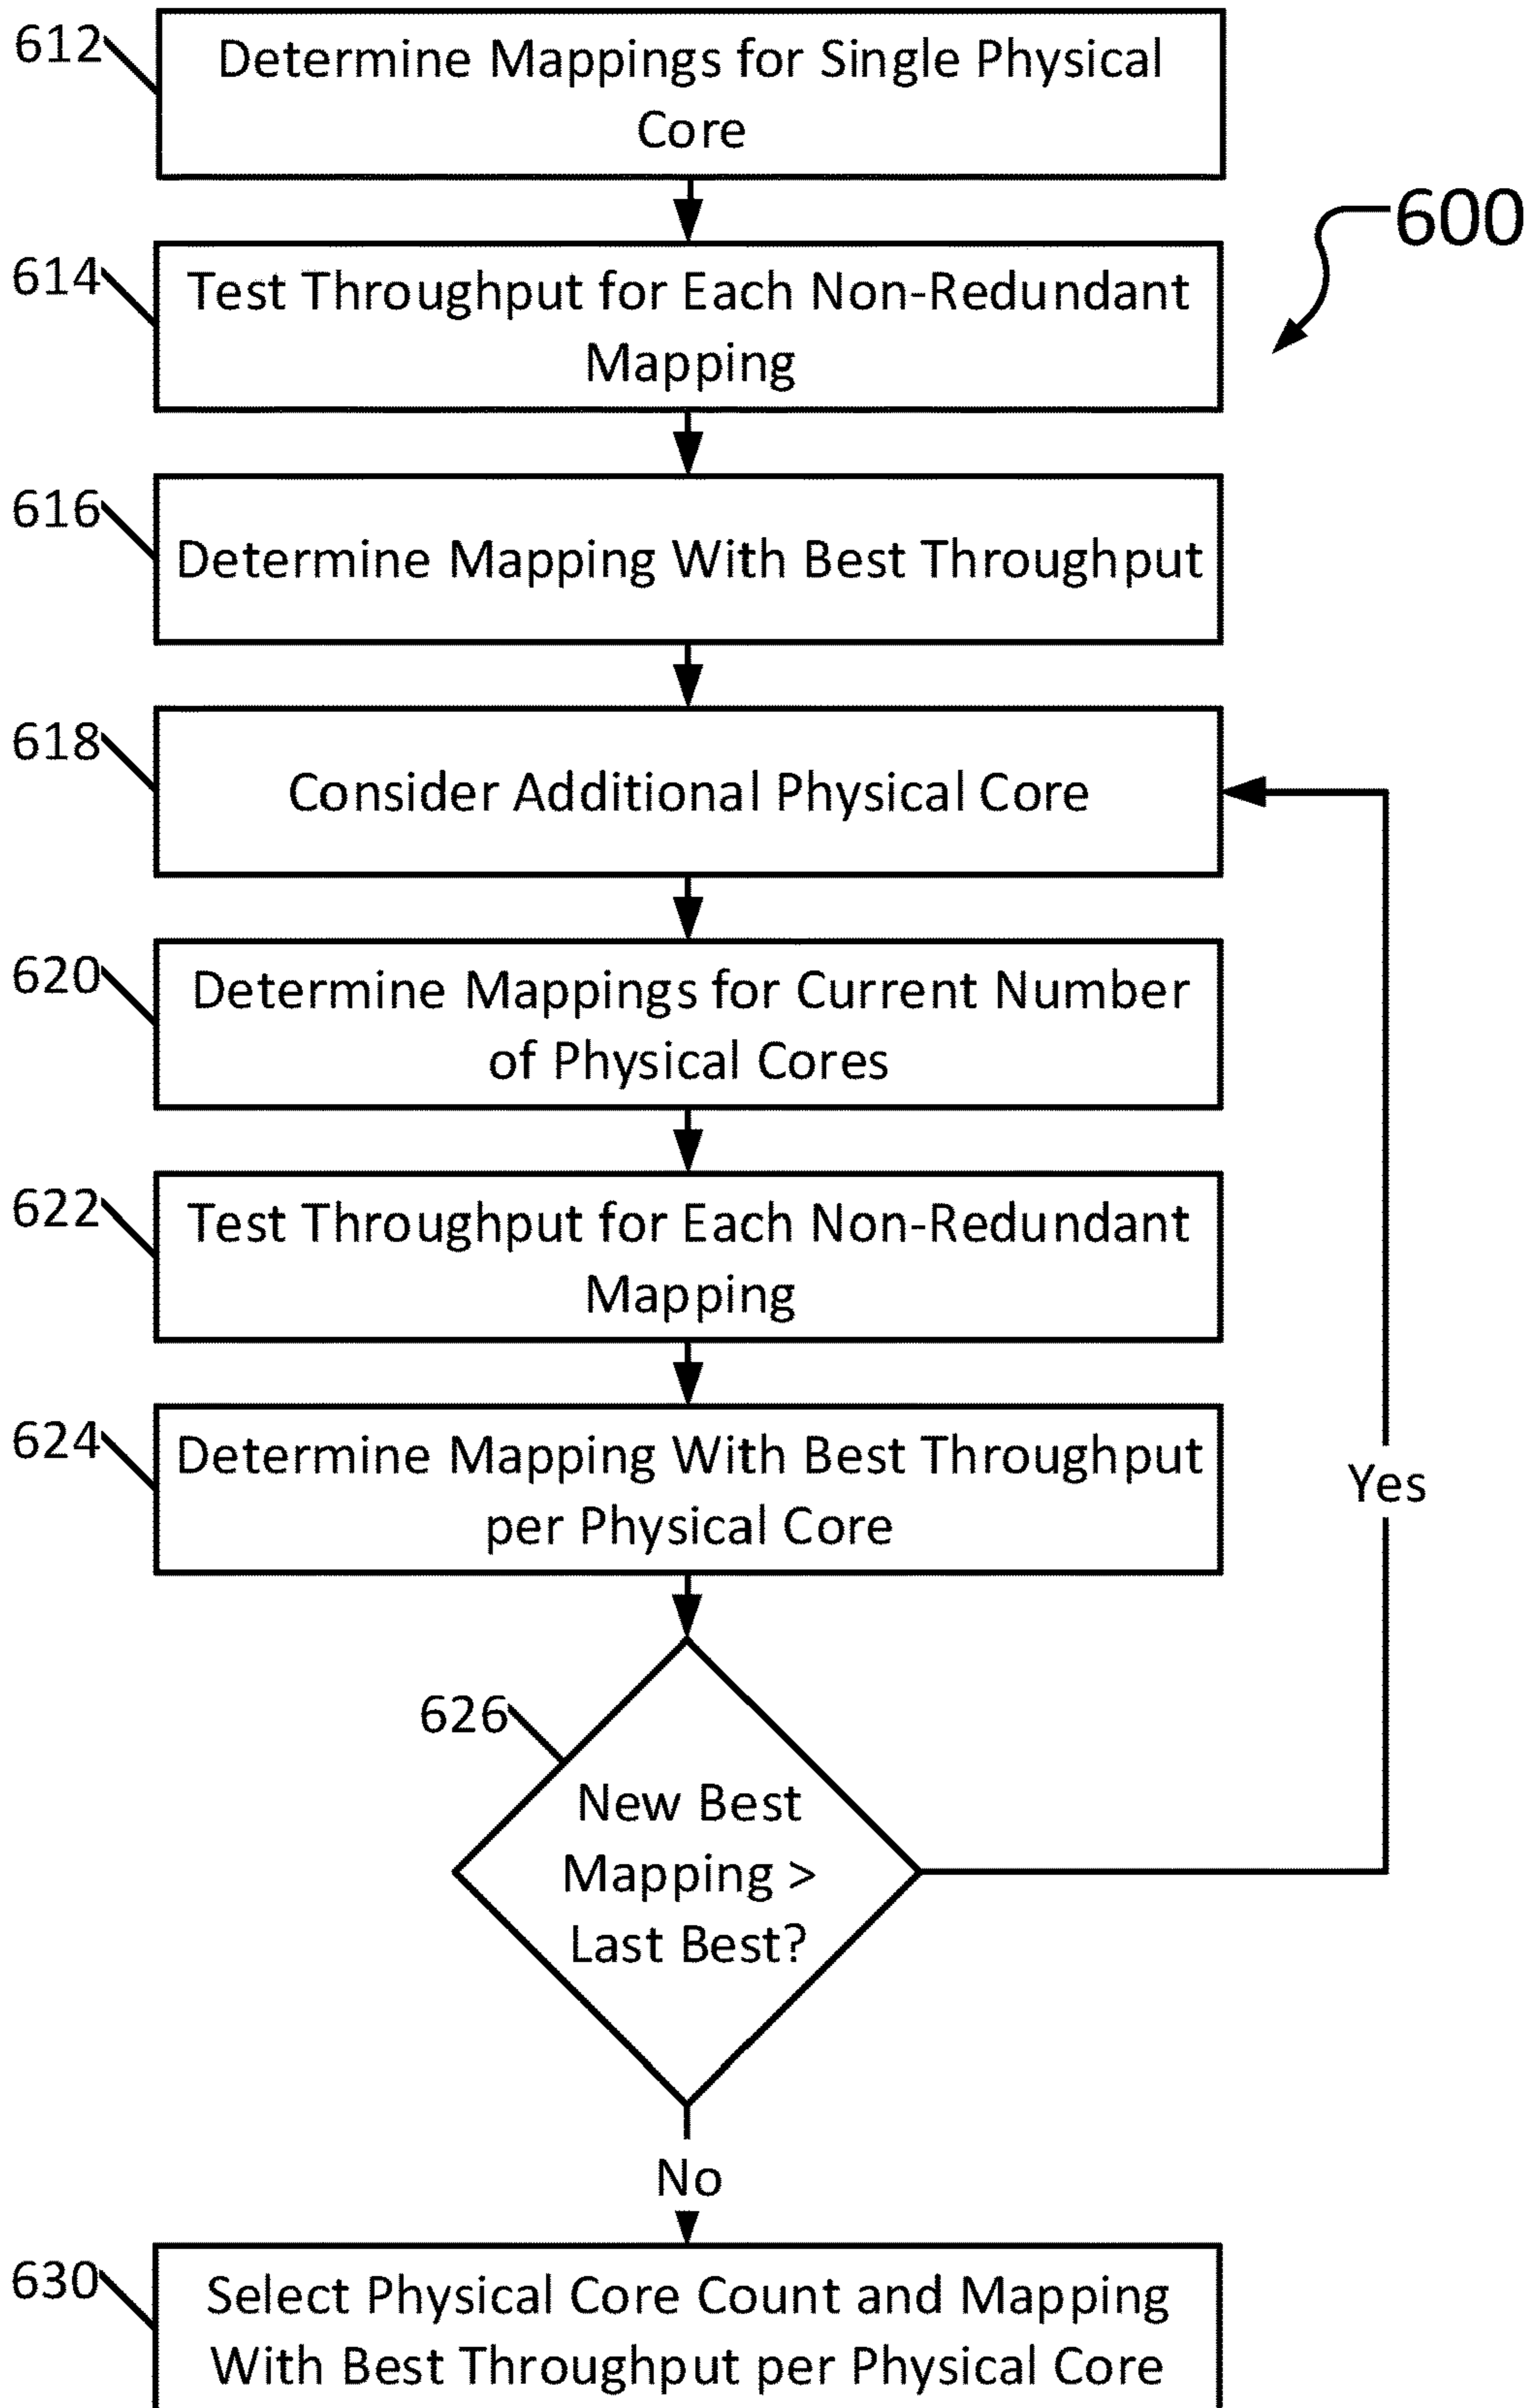 612
Determine Mappings for Single Physical
Core
600
614
Test Throughput for Each Non-Redundant
Mapping
616
Determine Mapping With Best Throughput
618
Consider Additional Physical Core
620
Determine Mappings for Current Number
of Physical Cores
622
Test Throughput for Each Non-Redundant
Mapping
624
Determine Mapping With Best Throughput
per Physical Core
Yes
626
New Best
Mapping >
Last Best?
No
630
Select Physical Core Count and Mapping
With Best Throughput per Physical Core